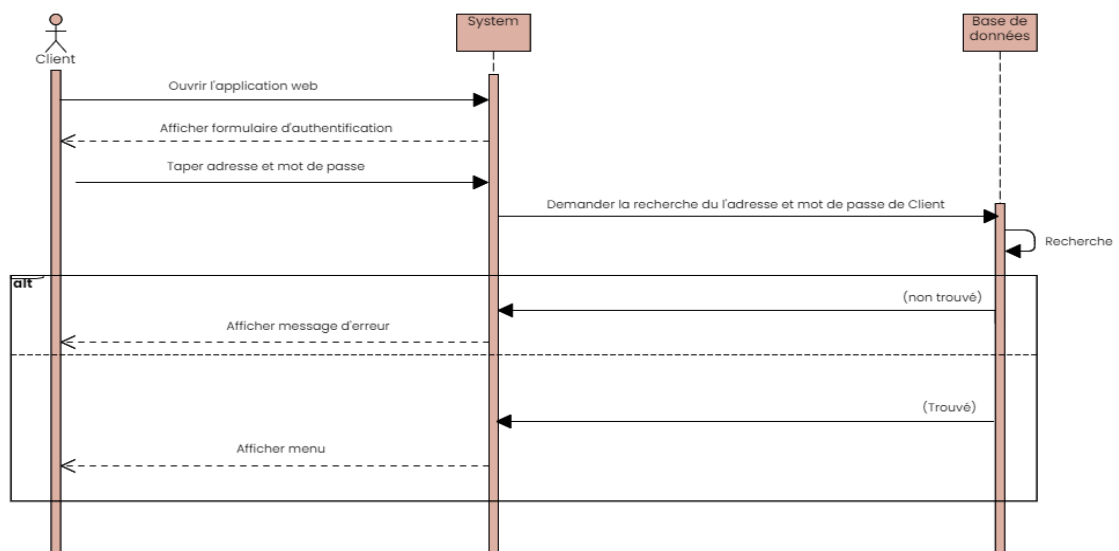 Client
System
Base de
données
Ouvrir l'application web
Afficher formulaire d'authentification
Taper adresse et mot de passe
Demander la recherche du l'adresse et mot de passe de Client
Recherche
alt
(non trouvé)
Afficher message d'erreur
(Trouvé)
Afficher menu